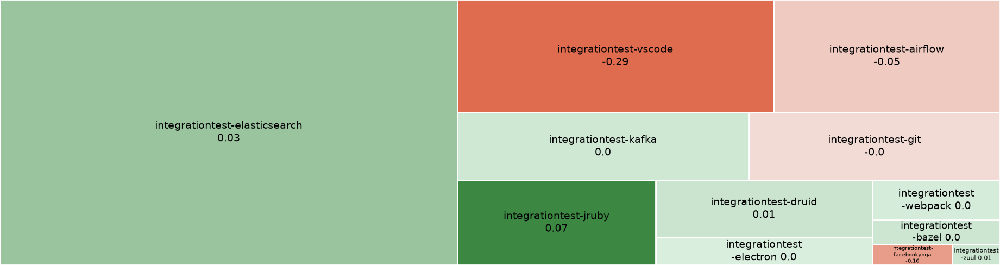 integrationtest-elasticsearch
0.03
integrationtest-vscode
-0.29
integrationtest-airflow
-0.05
integrationtest-kafka
0.0
integrationtest-git
-0.0
integrationtest-jruby
0.07
integrationtest-druid
0.01
integrationtest
-electron 0.0
integrationtest
-webpack 0.0
integrationtest
-bazel 0.0
integrationtest-
facebookyoga
-0.16
integrationtest
-zuul 0.01